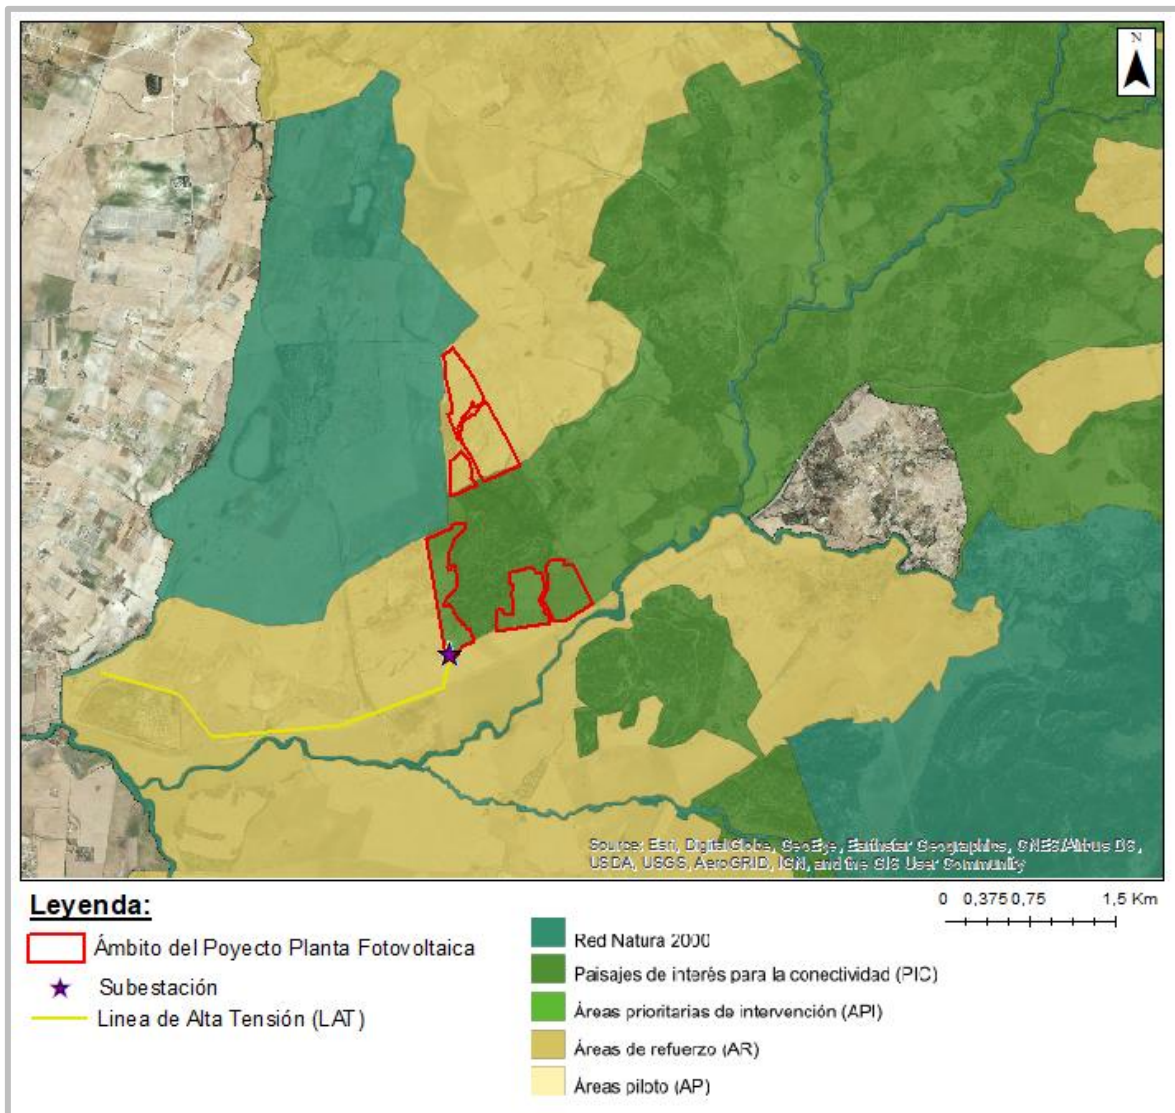 N
Source: Esri, DigitalGlobe, GeoEye, Earthstar Geographics, CNES/Airbus DS,
USDA, USGS, AeroGRID, IGN, and the GIS User Community
Leyenda:
Ámbito del Poyecto Planta Fotovoltaica
Subestación
Linea de Alta Tensión (LAT)
0 0,375 0,75 1,5 Km
Red Natura 2000
Paisajes de interés para la conectividad (PIC)
Áreas prioritarias de intervención (API)
Áreas de refuerzo (AR)
Áreas piloto (AP)